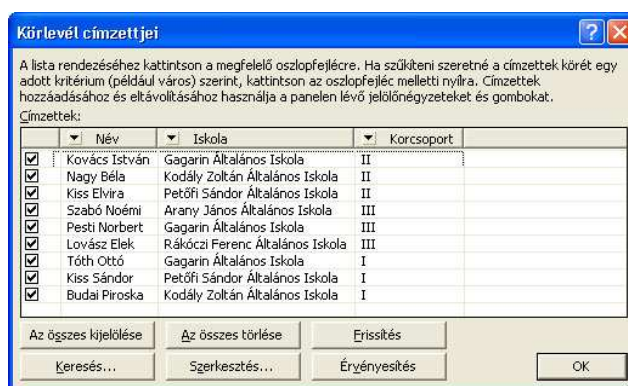 Körlevél címzettjei
A lista rendezéséhez kattintson a megfelelő oszlopfejlécre. Ha szűkíteni szeretné a címzettek körét egy
adott kritérium (például város) szerint, kattintson az oszlopfejléc melletti nyílra. Címzettek
hozzáadásához és eltávolításához használja a panelen lévő jelölőnégyzeteket és gombokat.
Címzettek:
Név Iskola Korcsoport
Kovács István Gagarin Általános Iskola II
Nagy Béla Kodály Zoltán Általános Iskola II
Kiss Elvira Petőfi Sándor Általános Iskola II
Szabó Noémi Arany János Általános Iskola III
Pesti Norbert Gagarin Általános Iskola III
Lovász Elek Rákóczi Ferenc Általános Iskola III
Tóth Ottó Gagarin Általános Iskola I
Kiss Sándor Petőfi Sándor Általános Iskola I
Budai Piroska Kodály Zoltán Általános Iskola I
Az összes kijelölése Az összes törlése Frissítés
Keresés... Szerkesztés... Érvényesítés OK